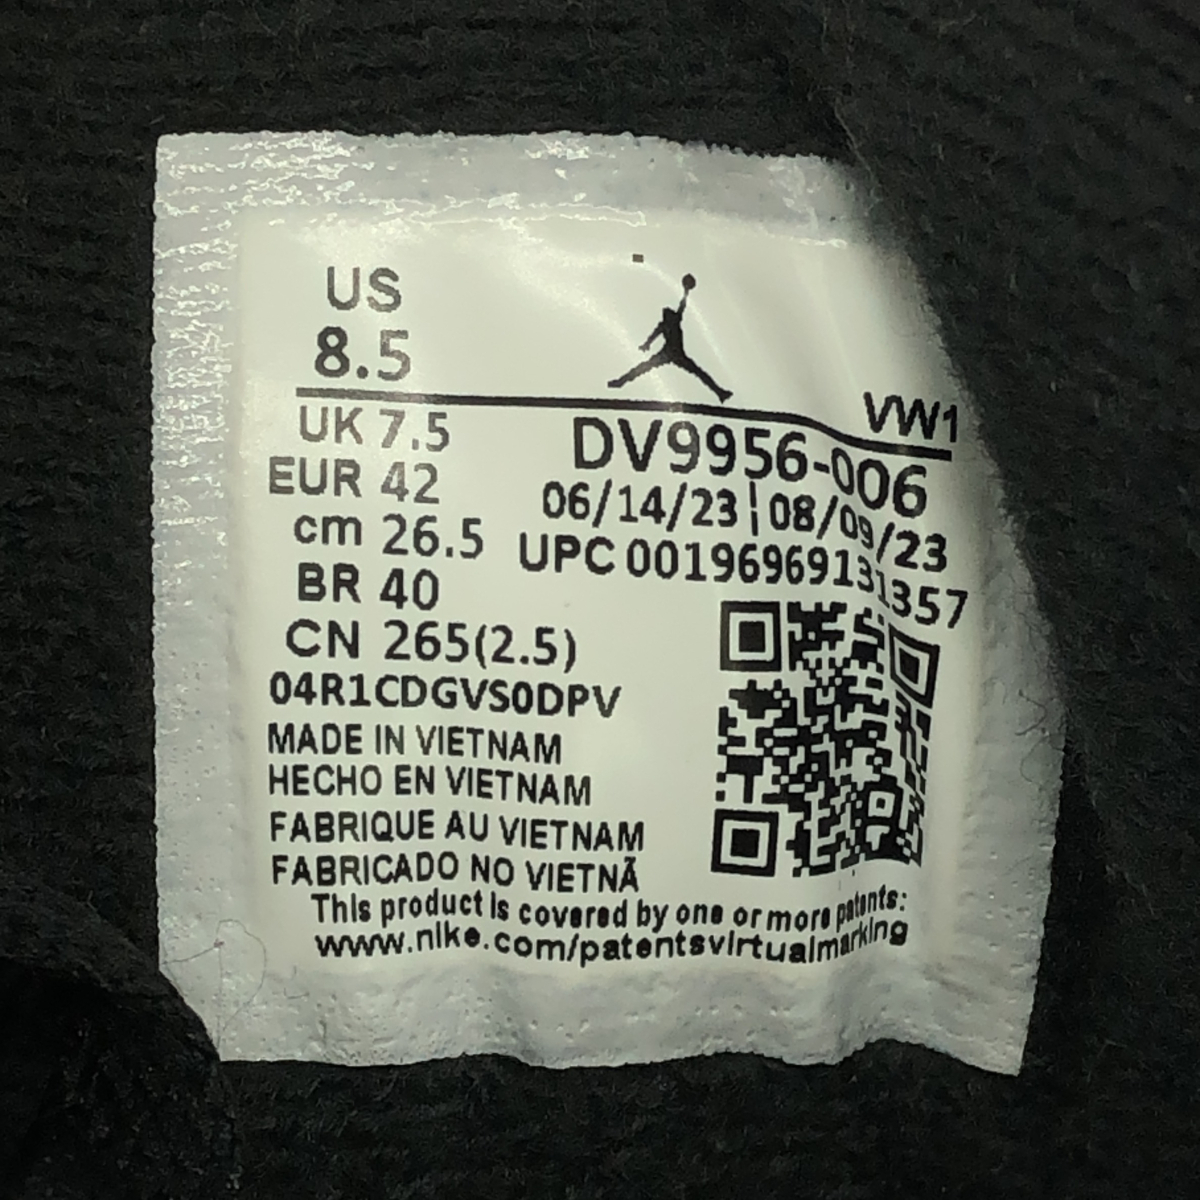 US
8.5
VW1
UK 7.5
DV9956-006
EUR 42
06/14/23 | 08/09/23
cm 26.5
UPC 00196969131357
BR 40
CN 265(2.5)
04R1CDGVS0DPV
MADE IN VIETNAM
HECHO EN VIETNAM
FABRIQUE AU VIETNAM
FABRICADO NO VIETNÃ
This product is covered by one or more patents:
www.nike.com/patentsvirtualmarking